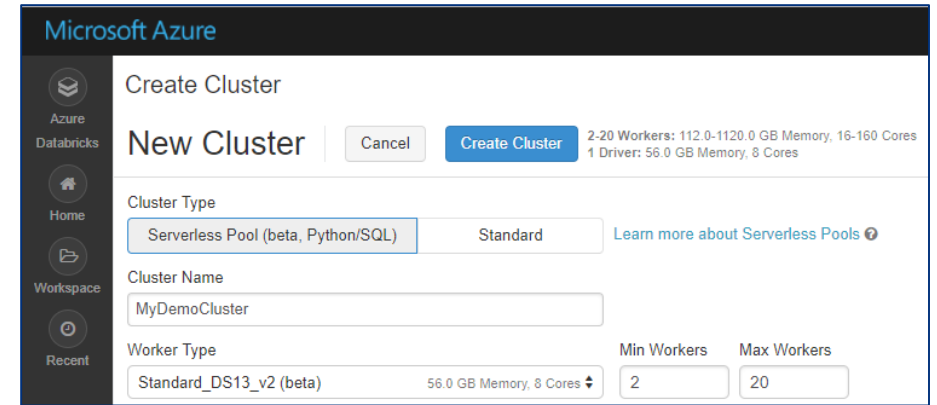 Microsoft Azure
Azure
Databricks
Home
Workspace
Recent
Create Cluster
New Cluster
Cancel
Create Cluster
2-20 Workers: 112.0-1120.0 GB Memory, 16-160 Cores
1 Driver: 56.0 GB Memory, 8 Cores
Cluster Type
Serverless Pool (beta, Python/SQL)
Standard
Learn more about Serverless Pools
Cluster Name
MyDemoCluster
Worker Type
Min Workers
Max Workers
Standard_DS13_v2 (beta)
56.0 GB Memory, 8 Cores
2
20